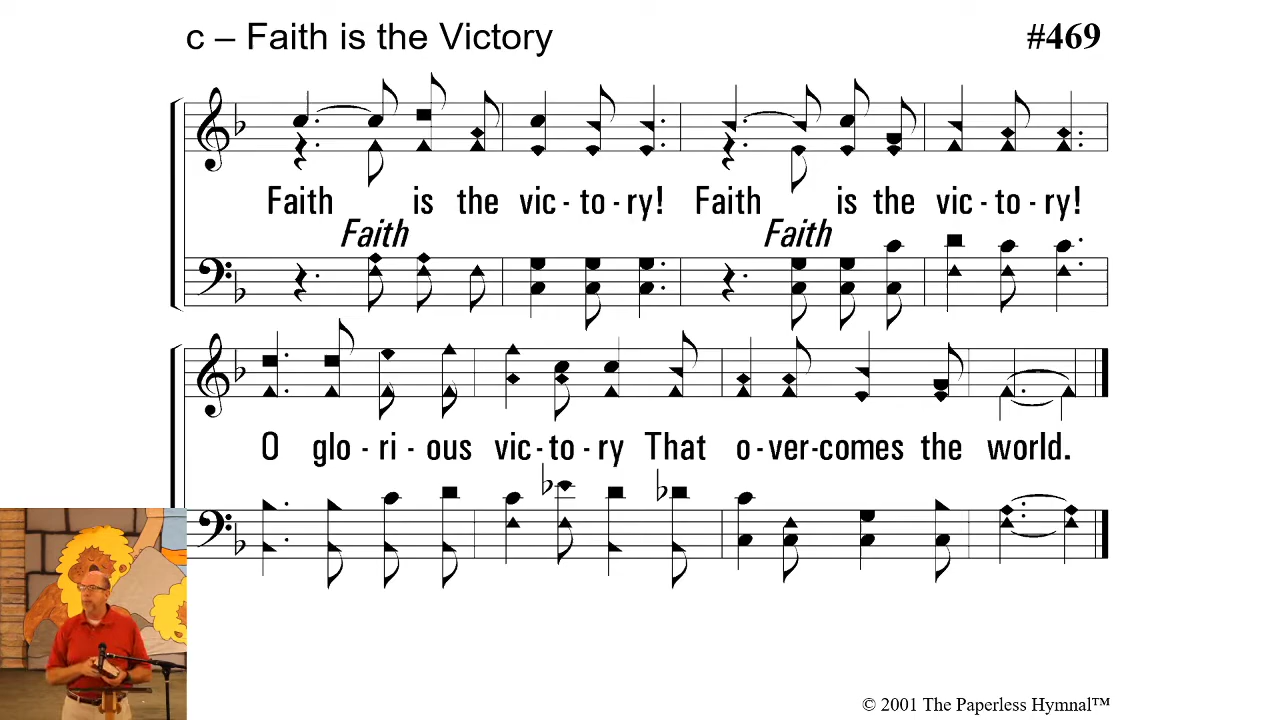 c – Faith is the Victory
#469
Faith is the vic - to - ry! Faith is the vic - to - ry!
Faith Faith
O glo - ri - ous vic - to - ry That o - ver - comes the world.
© 2001 The Paperless Hymnal™